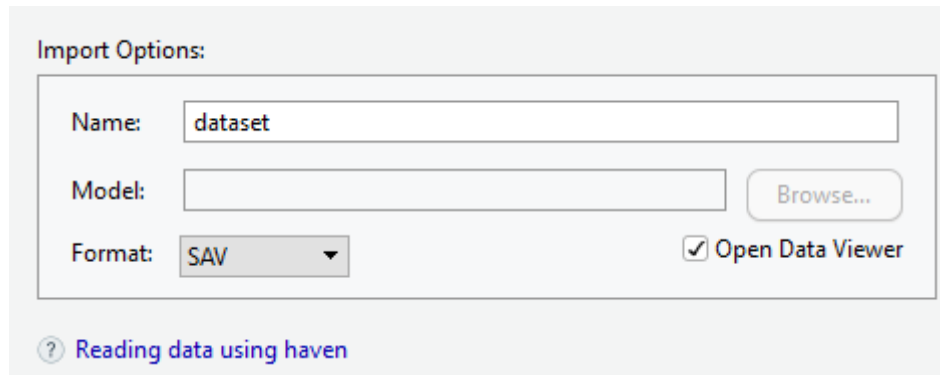 Import Options:
Name: dataset
Model: Browse...
Format: SAV Open Data Viewer
? Reading data using haven